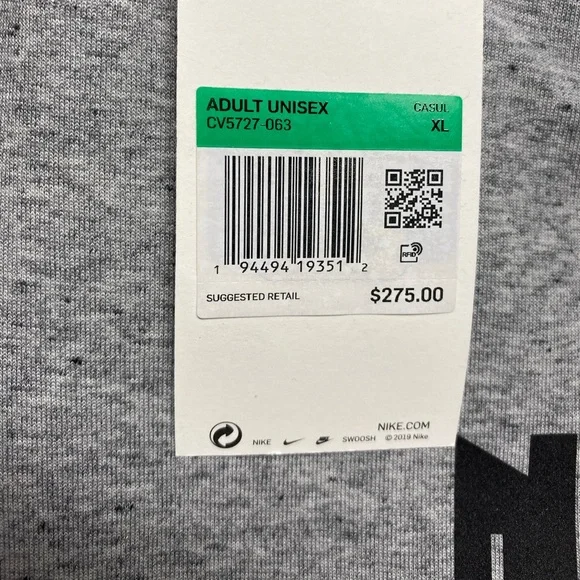 ADULT UNISEX CASUL
CV5727-063 XL
1 94494 19351 2
RFID
SUGGESTED RETAIL $275.00
NIKE.COM
NIKE SWOOSH © 2019 Nike
N